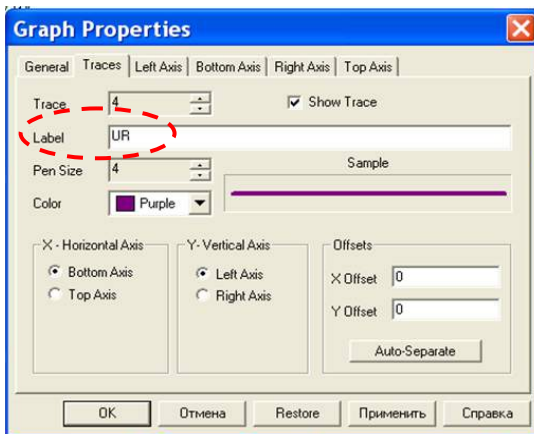 Graph Properties
General Traces Left Axis Bottom Axis Right Axis Top Axis
Trace 4 Show Trace
Label UR
Pen Size 4 Sample
Color Purple
X - Horizontal Axis Y - Vertical Axis Offsets
Bottom Axis Left Axis X Offset 0
Top Axis Right Axis Y Offset 0
Auto-Separate
OK Отмена Restore Применить Справка